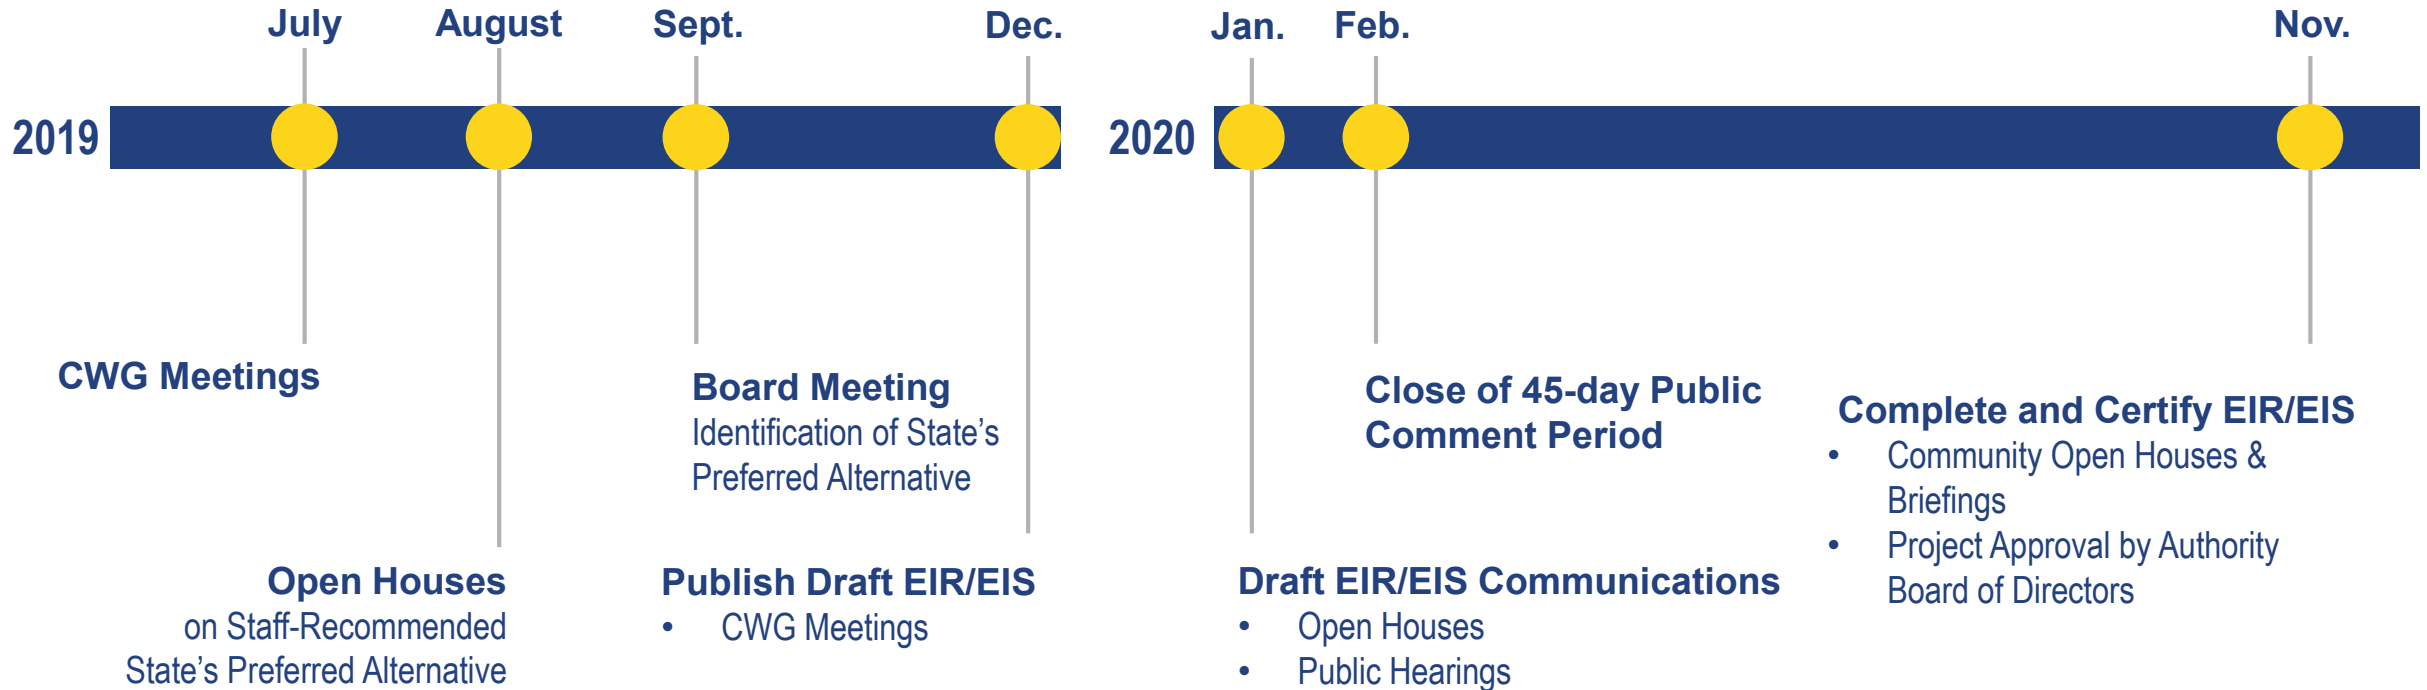 July
August
Sept.
Dec.
Jan.
Feb.
Nov.
2019
2020
CWG Meetings
Open Houses
on Staff-Recommended
State’s Preferred Alternative
Board Meeting
Identification of State’s
Preferred Alternative
Publish Draft EIR/EIS
• CWG Meetings
Draft EIR/EIS Communications
• Open Houses
• Public Hearings
Close of 45-day Public
Comment Period
Complete and Certify EIR/EIS
• Community Open Houses &
Briefings
• Project Approval by Authority
Board of Directors